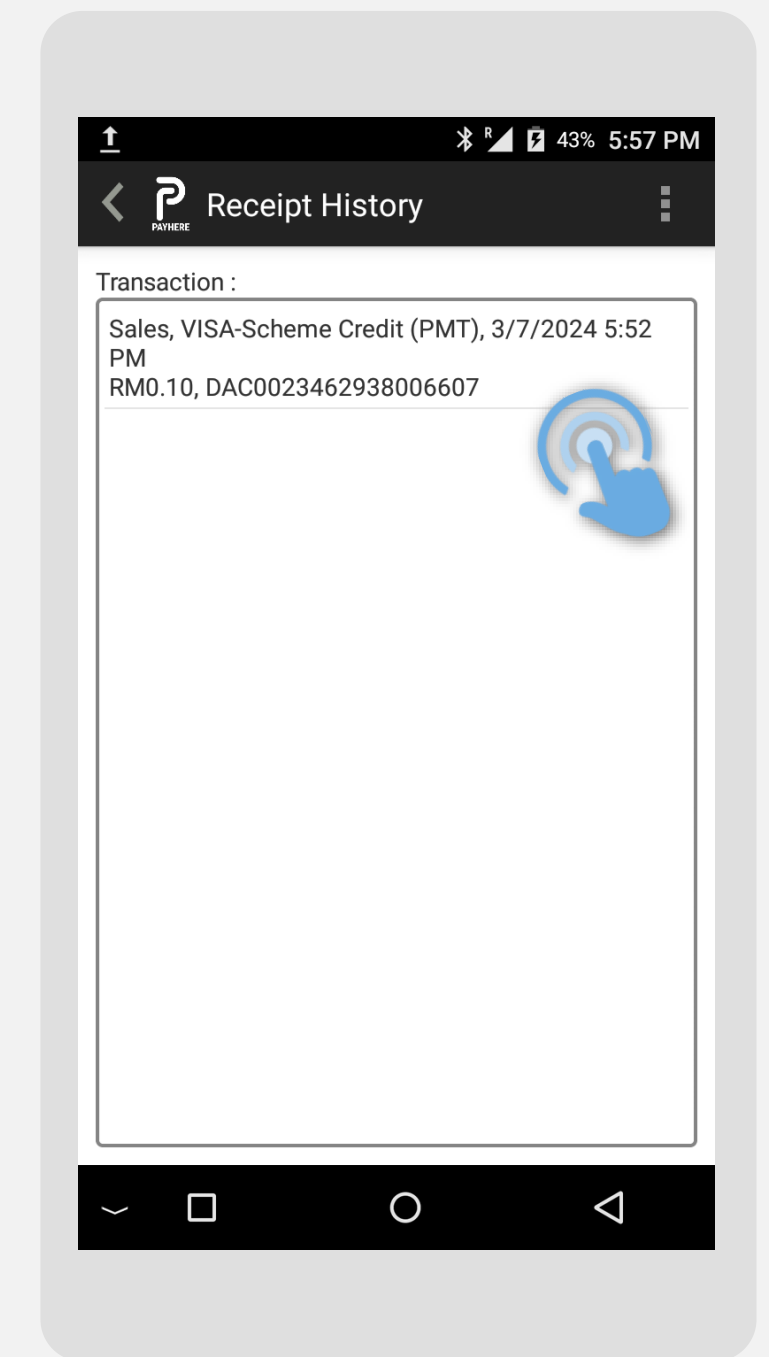 R 43% 5:57 PM
PAYHERE Receipt History
Transaction :
Sales, VISA-Scheme Credit (PMT), 3/7/2024 5:52
PM
RM0.10, DAC0023462938006607